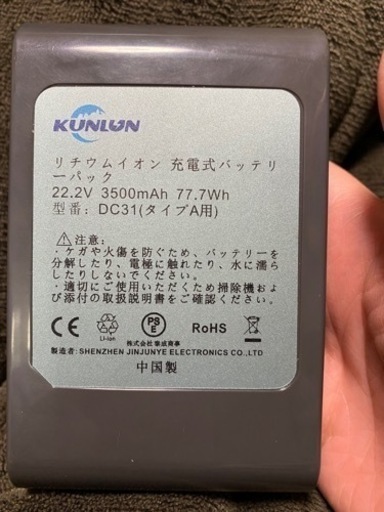 KUNLUN
リチウムイオン 充電式バッテリ
ーパック
22.2V 3500mAh 77.7Wh
型番: DC31(タイプA用)
⚠注意:
・ケガや火傷を防ぐため、バッテリーを
分解したり、電極に触れたり、水に濡ら
したりしないでください。
・適切にご使用いただくため掃除機およ
び添付の取扱説明書をご確認ください。
CE Li-ion PSE RoHS
株式会社泰成商事
製造者: SHENZHEN JINJUNYE ELECTRONICS CO.,LTD
中国製